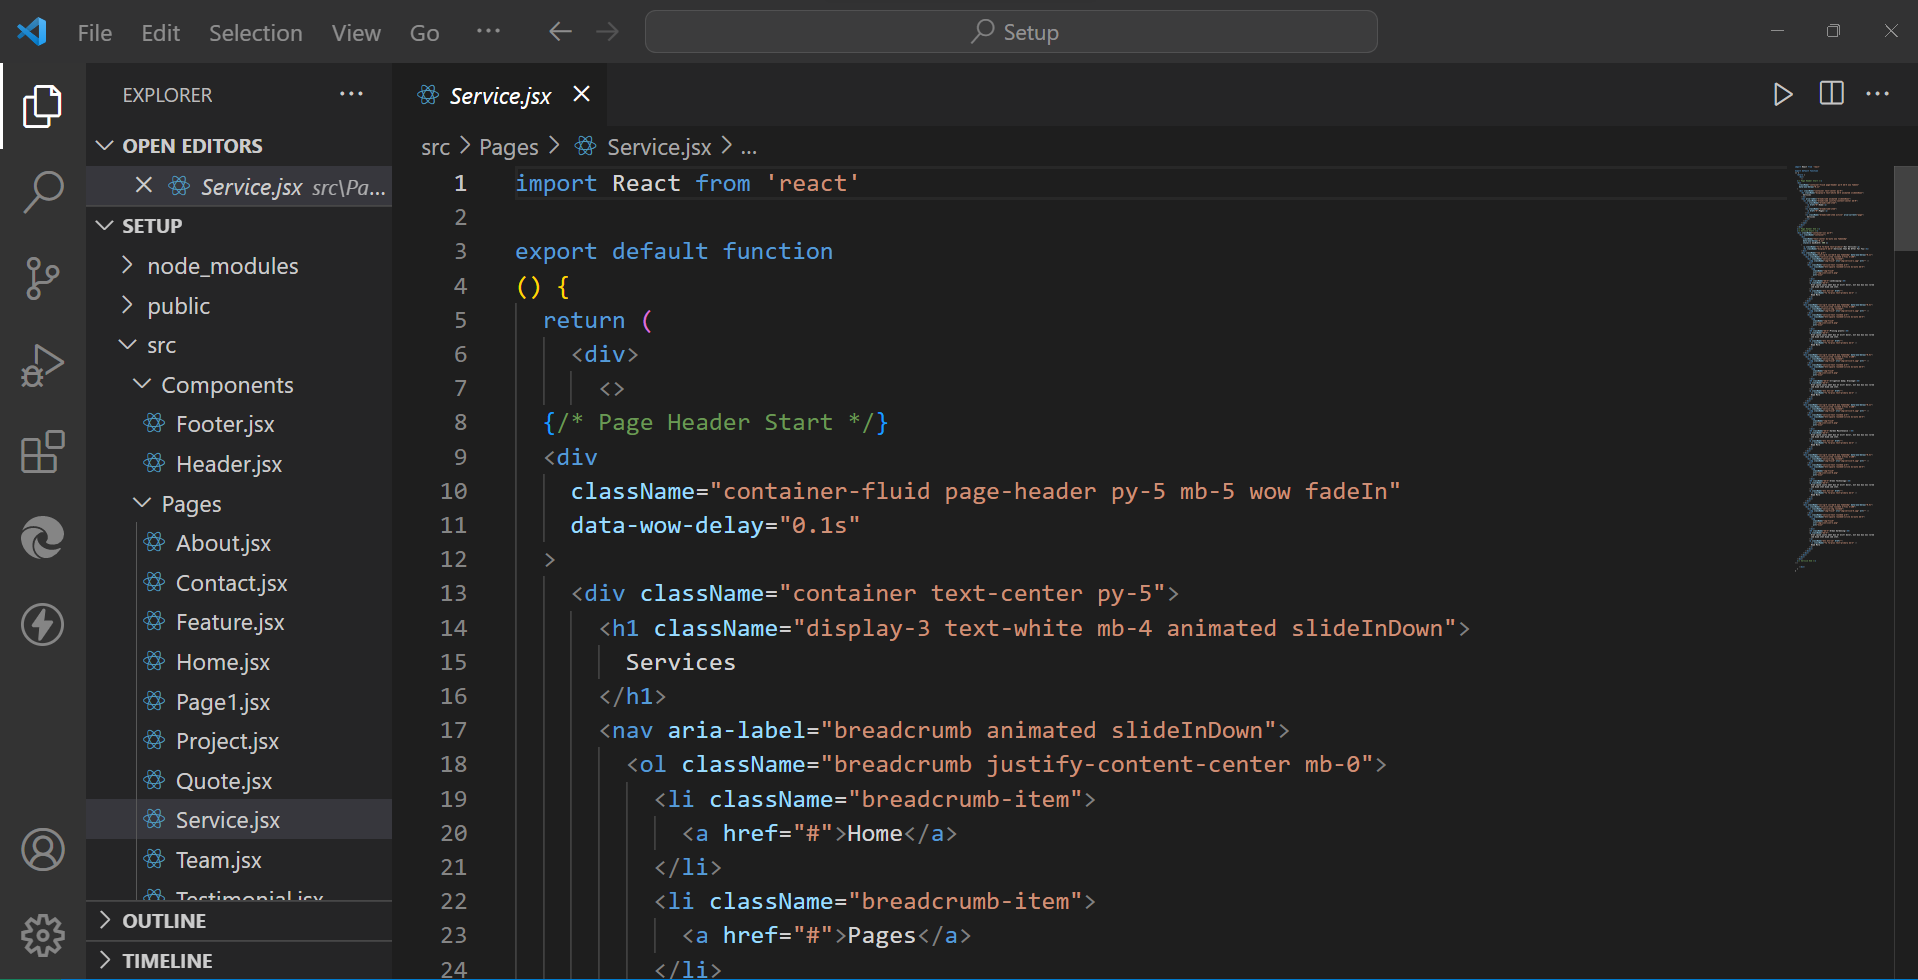 File Edit Selection View Go ···
Setup
EXPLORER ···
OPEN EDITORS
Service.jsx src\Pa...
SETUP
node_modules
public
src
Components
Footer.jsx
Header.jsx
Pages
About.jsx
Contact.jsx
Feature.jsx
Home.jsx
Page1.jsx
Project.jsx
Quote.jsx
Service.jsx
Team.jsx
Testimonial.jsx
OUTLINE
TIMELINE
Service.jsx
src > Pages > Service.jsx > ...
1 import React from 'react'
2
3 export default function
4 () {
5 return (
6 <div>
7 <>
8 {/* Page Header Start */}
9 <div
10 className="container-fluid page-header py-5 mb-5 wow fadeIn"
11 data-wow-delay="0.1s"
12 >
13 <div className="container text-center py-5">
14 <h1 className="display-3 text-white mb-4 animated slideInDown">
15 Services
16 </h1>
17 <nav aria-label="breadcrumb animated slideInDown">
18 <ol className="breadcrumb justify-content-center mb-0">
19 <li className="breadcrumb-item">
20 <a href="#">Home</a>
21 </li>
22 <li className="breadcrumb-item">
23 <a href="#">Pages</a>
24 </li>